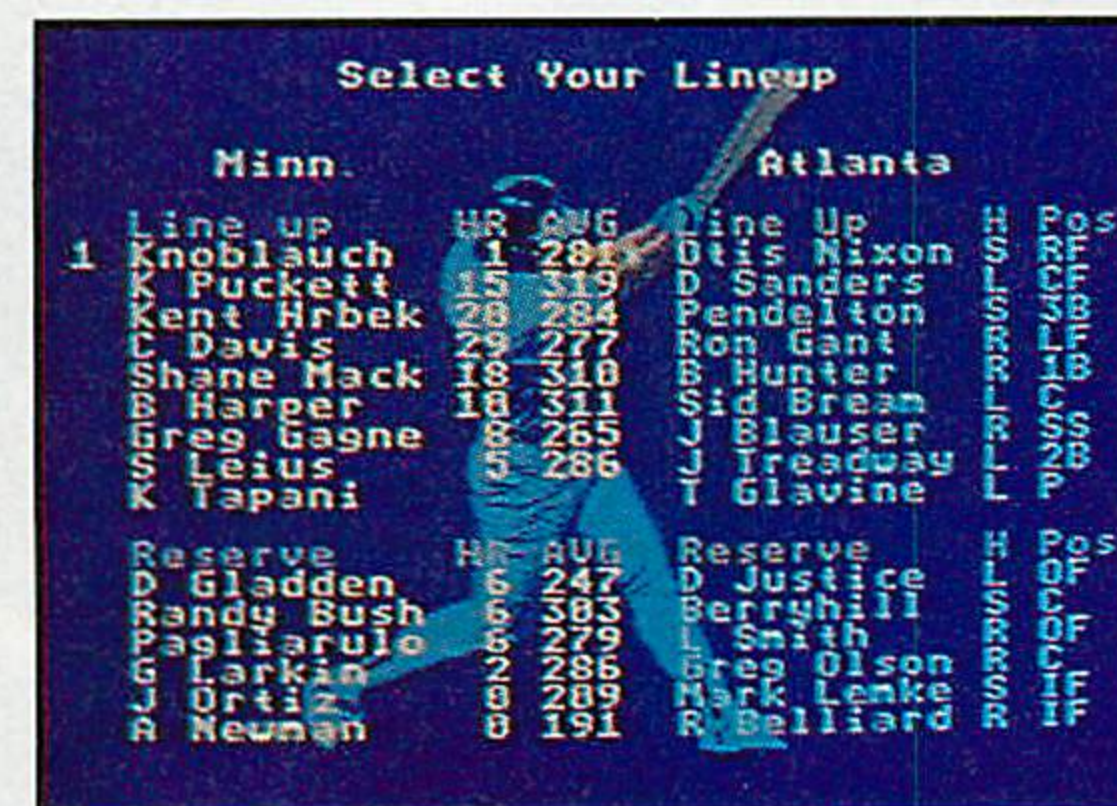 Select Your Lineup
Minn. Atlanta
Line up HR AVG Line Up H Pos
1 Knoblauch 1 281 Otis Nixon S RF
K Puckett 15 319 D Sanders L CF
Kent Hrbek 20 284 Pendelton S 3B
C Davis 29 277 Ron Gant R LF
Shane Mack 18 310 B Hunter R 1B
B Harper 10 311 Sid Bream L C
Greg Gagne 8 265 J Blauser R SS
S Leius 5 286 J Treadway L 2B
K Tapani T Glavine L P
Reserve HR AVG Reserve H Pos
D Gladden 6 247 D Justice L OF
Randy Bush 6 303 Berryhill S C
Pagliarulo 6 279 L Smith R OF
G Larkin 2 286 Greg Olson R C
J Ortiz 0 209 Mark Lemke S IF
A Newman 0 191 R Belliard R IF